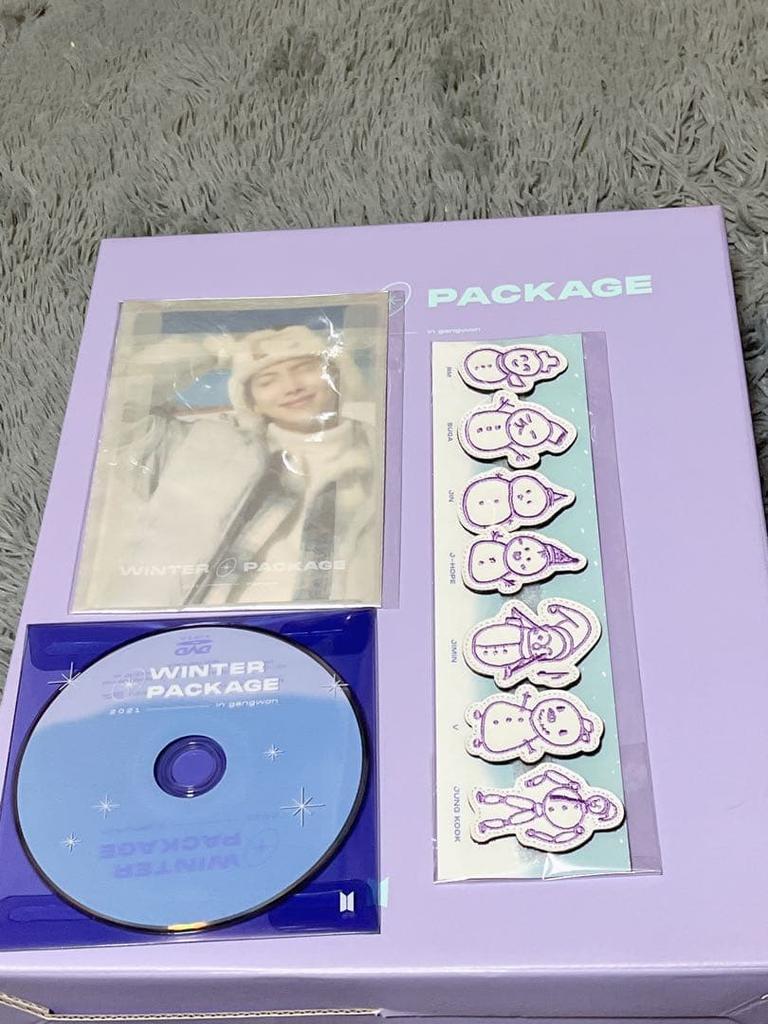 PACKAGE
in gangwon
WINTER PACKAGE
RM
SUGA
JIN
J-HOPE
JIMIN
V
JUNG KOOK
DVD
WINTER
PACKAGE
2021 in gangwon
WINTER
PACKAGE